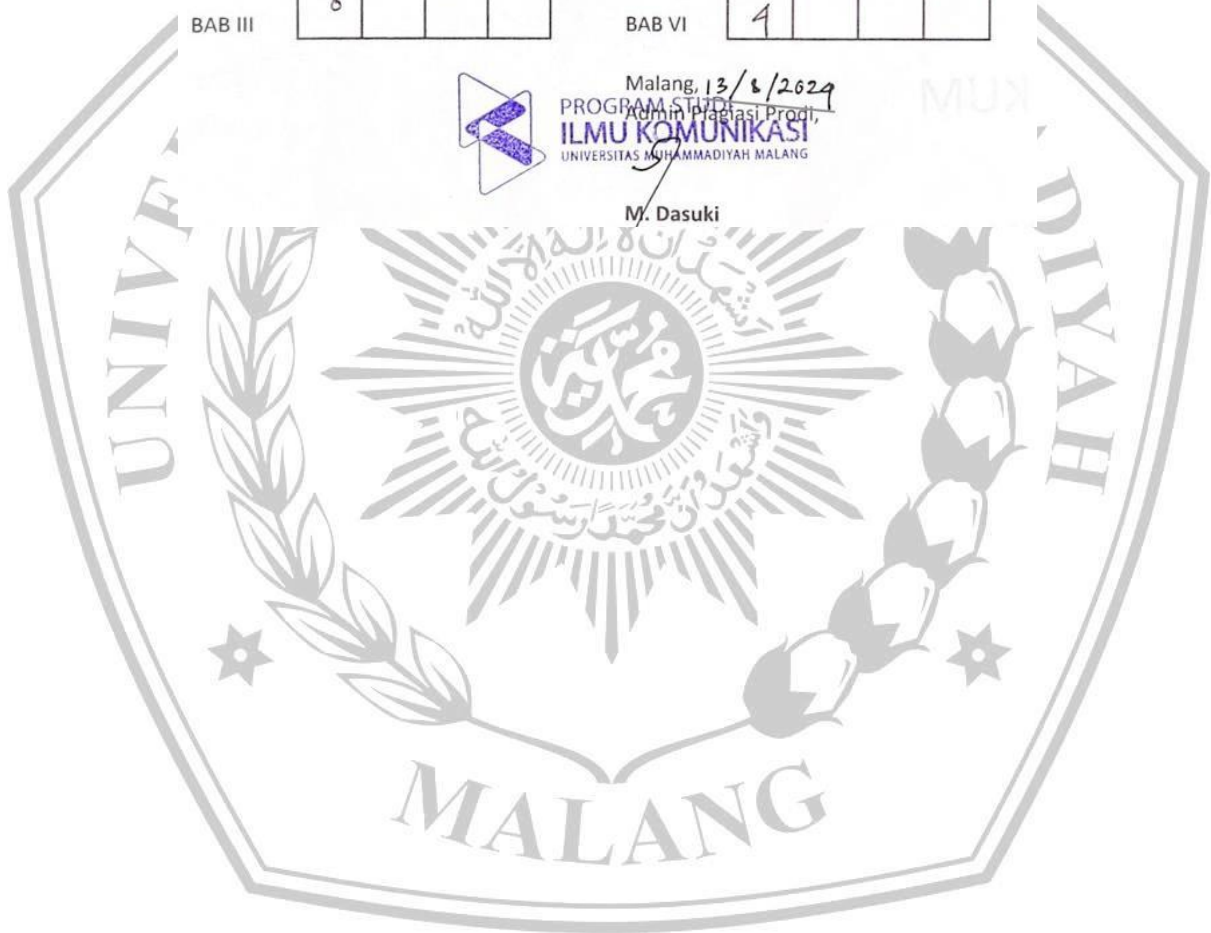 BAB III 8 BAB VI 4
Malang, 13/8/2024
PROGRAM STUDI
Admin Plagiasi Prodi,
ILMU KOMUNIKASI
UNIVERSITAS MUHAMMADIYAH MALANG
M. Dasuki
MALANG